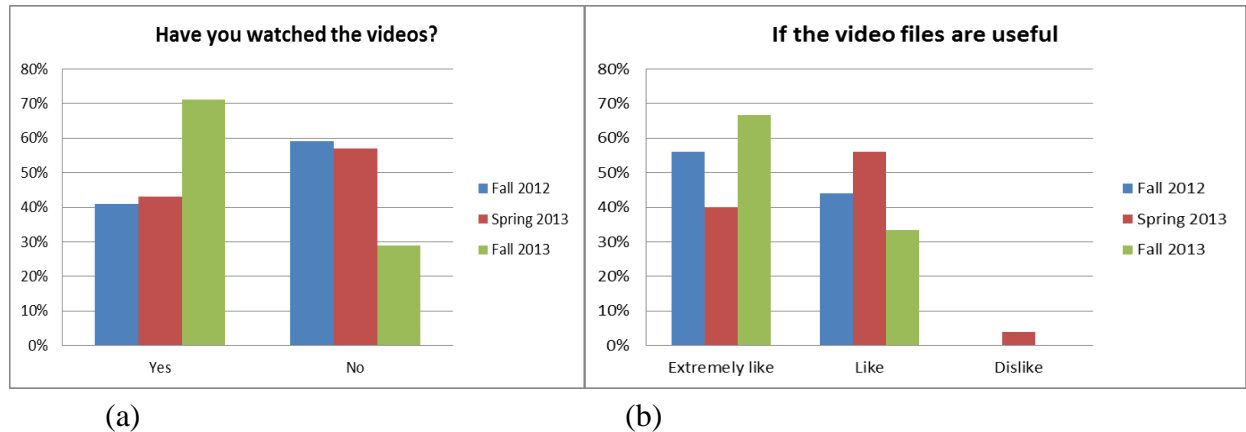 Have you watched the videos?
80%
70%
60%
50%
40%
30%
20%
10%
0%
Yes
No
Fall 2012
Spring 2013
Fall 2013
If the video files are useful
80%
70%
60%
50%
40%
30%
20%
10%
0%
Extremely like
Like
Dislike
Fall 2012
Spring 2013
Fall 2013
(a)
(b)